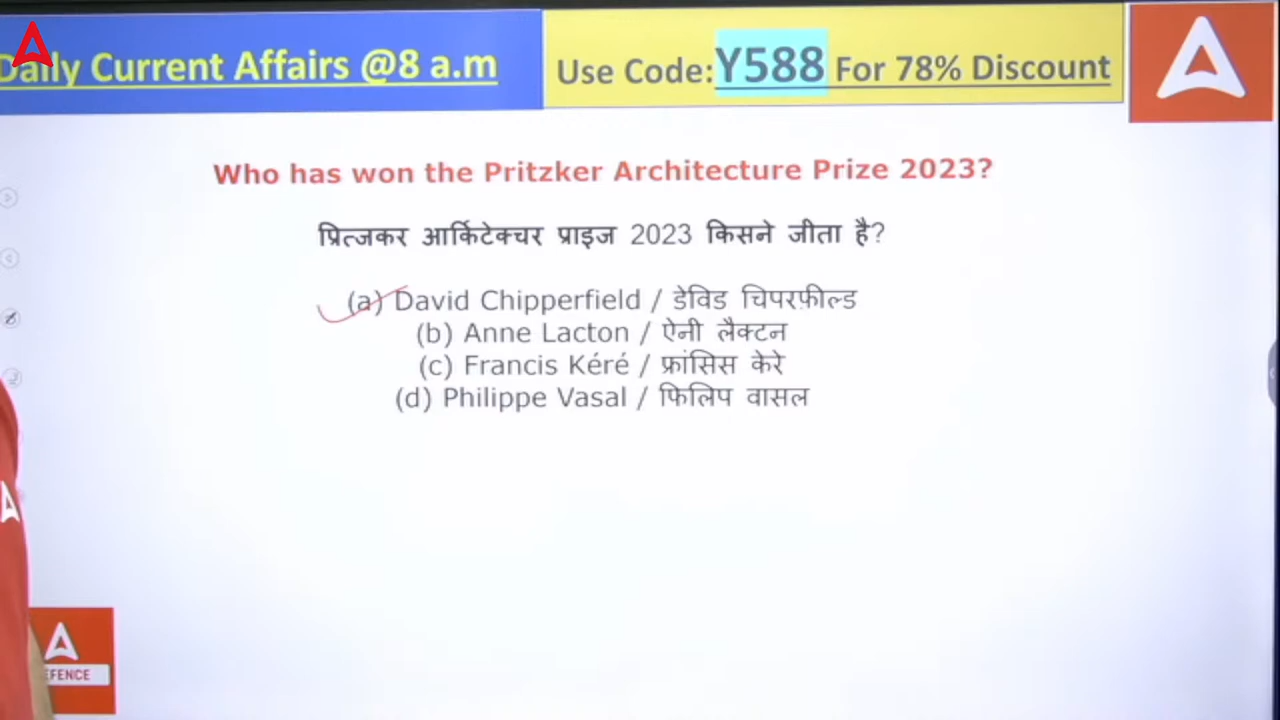 Daily Current Affairs @8 a.m
Use Code:Y588 For 78% Discount
Who has won the Pritzker Architecture Prize 2023?
प्रित्जकर आर्किटेक्चर प्राइज 2023 किसने जीता है?
(a) David Chipperfield / डेविड चिपरफ़ील्ड
(b) Anne Lacton / ऐनी लैक्टन
(c) Francis Kéré / फ्रांसिस केरे
(d) Philippe Vasal / फिलिप वासल
EFENCE